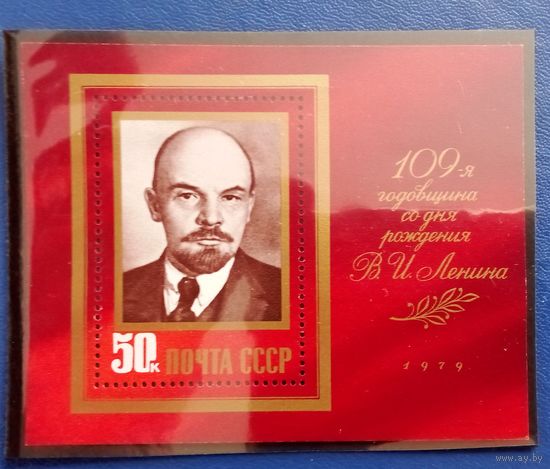 50к ПОЧТА СССР
109-я
годовщина
со дня
рождения
В. И. Ленина
1979
www.ay.by